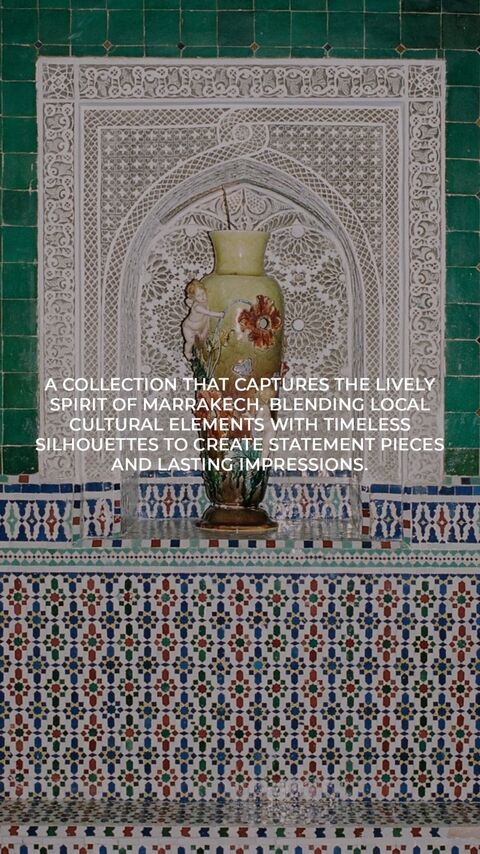 A COLLECTION THAT CAPTURES THE LIVELY
SPIRIT OF MARRAKECH. BLENDING LOCAL
CULTURAL ELEMENTS WITH TIMELESS
SILHOUETTES TO CREATE STATEMENT PIECES
AND LASTING IMPRESSIONS.